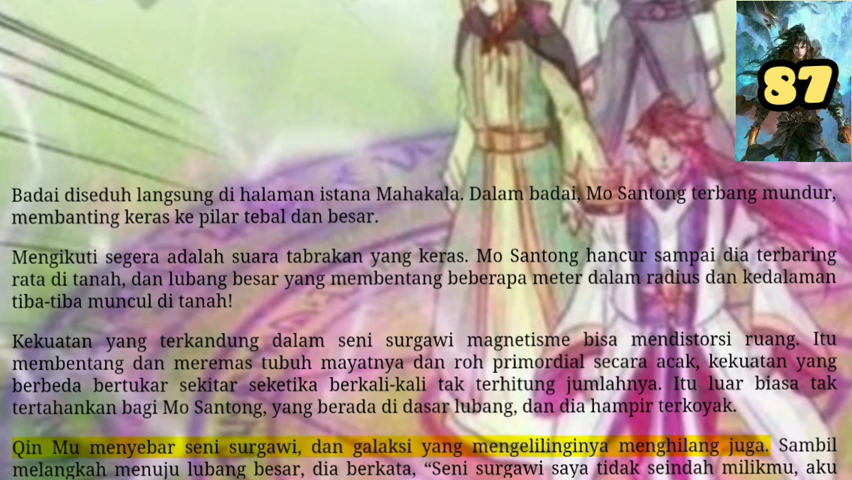 87
Badai diseduh langsung di halaman istana Mahakala. Dalam badai, Mo Santong terbang mundur,
membanting keras ke pilar tebal dan besar.
Mengikuti segera adalah suara tabrakan yang keras. Mo Santong hancur sampai dia terbaring
rata di tanah, dan lubang besar yang membentang beberapa meter dalam radius dan kedalaman
tiba-tiba muncul di tanah!
Kekuatan yang terkandung dalam seni surgawi magnetisme bisa mendistorsi ruang. Itu
membentang dan meremas tubuh mayatnya dan roh primordial secara acak, kekuatan yang
berbeda bertukar sekitar seketika berkali-kali tak terhitung jumlahnya. Itu luar biasa tak
tertahankan bagi Mo Santong, yang berada di dasar lubang, dan dia hampir terkoyak.
Qin Mu menyebar seni surgawi, dan galaksi yang mengelilinginya menghilang juga. Sambil
melangkah menuju lubang besar, dia berkata, “Seni surgawi saya tidak seindah milikmu, aku